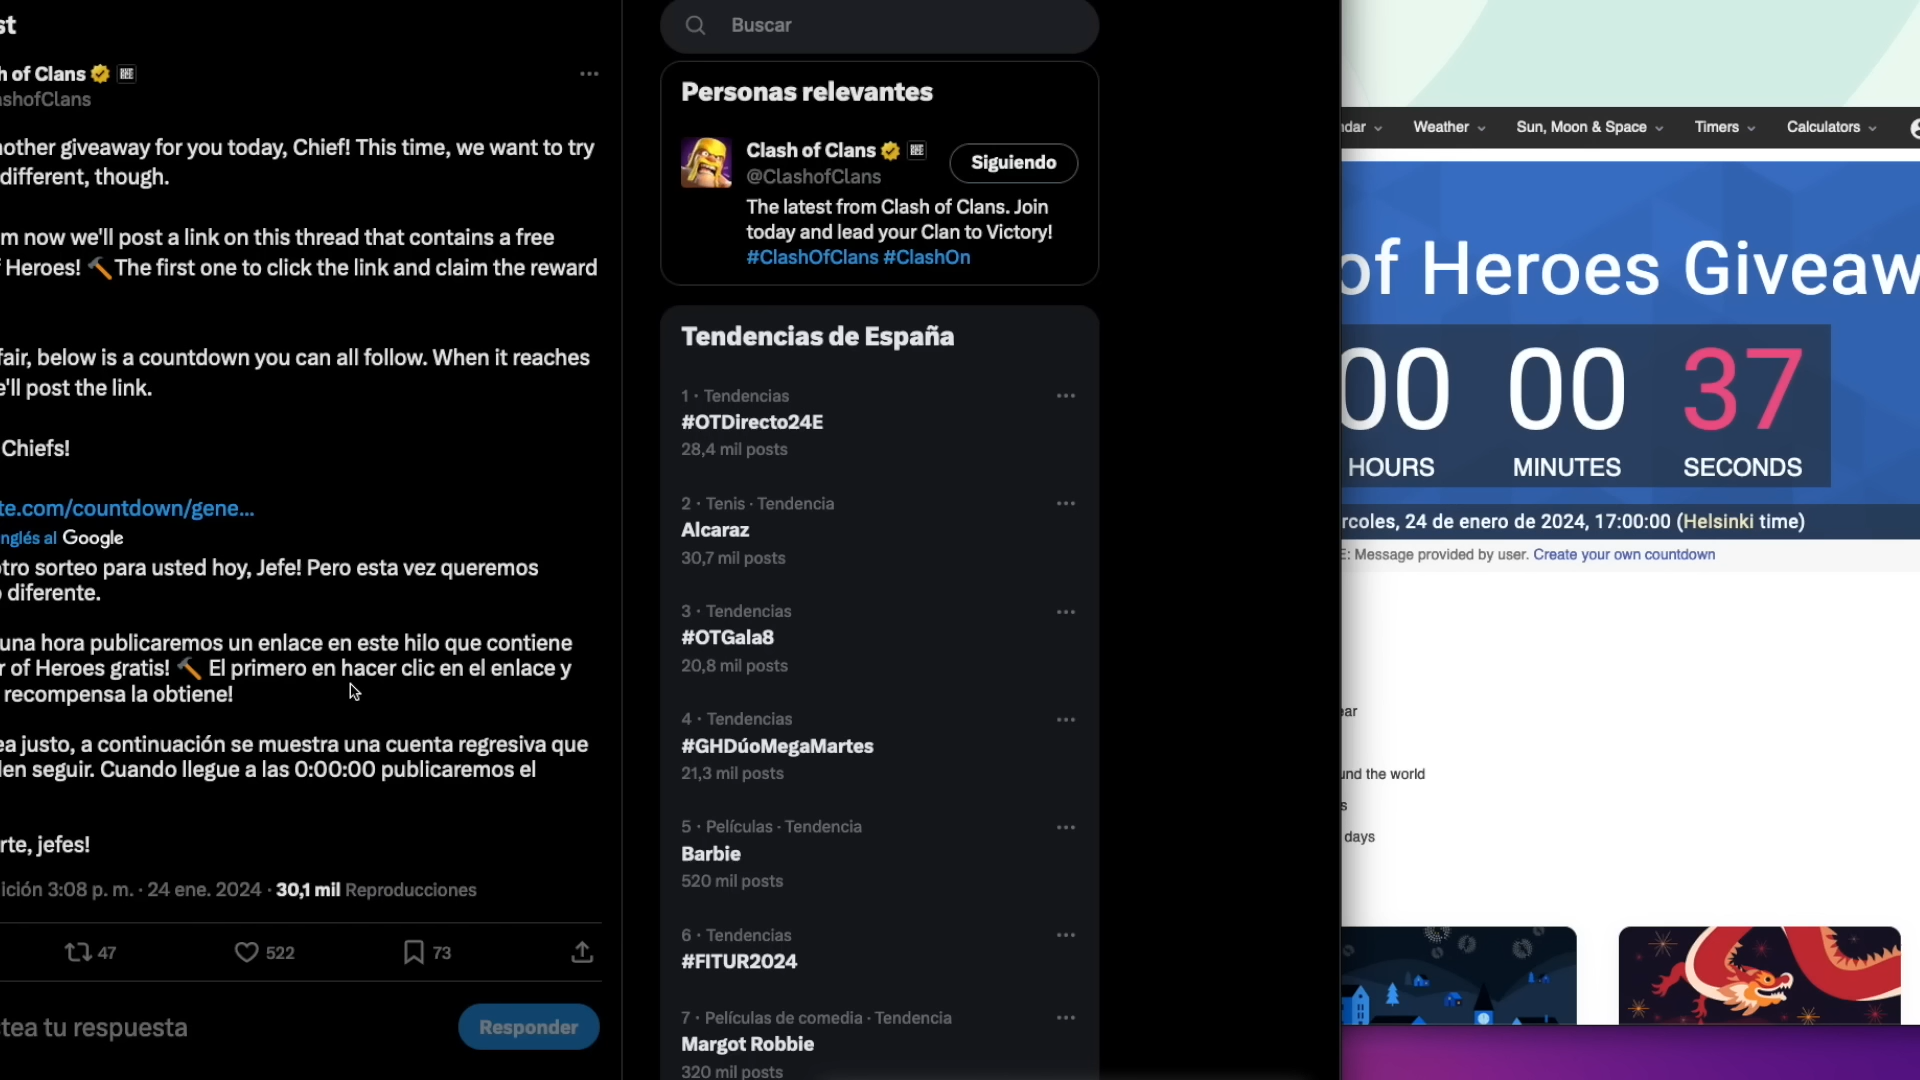 st
h of Clans
ashofClans
nother giveaway for you today, Chief! This time, we want to try
different, though.
m now we'll post a link on this thread that contains a free
f Heroes! The first one to click the link and claim the reward
fair, below is a countdown you can all follow. When it reaches
e'll post the link.
Chiefs!
te.com/countdown/gene...
nglés al Google
otro sorteo para usted hoy, Jefe! Pero esta vez queremos
o diferente.
una hora publicaremos un enlace en este hilo que contiene
r of Heroes gratis! El primero en hacer clic en el enlace y
recompensa la obtiene!
ea justo, a continuación se muestra una cuenta regresiva que
den seguir. Cuando llegue a las 0:00:00 publicaremos el
rte, jefes!
ición 3:08 p. m. · 24 ene. 2024 · 30,1 mil Reproducciones
47 522 73
tea tu respuesta
Responder
Buscar
Personas relevantes
Clash of Clans
@ClashofClans
Siguiendo
The latest from Clash of Clans. Join
today and lead your Clan to Victory!
#ClashOfClans #ClashOn
Tendencias de España
1 · Tendencias
#OTDirecto24E
28,4 mil posts
2 · Tenis · Tendencia
Alcaraz
30,7 mil posts
3 · Tendencias
#OTGala8
20,8 mil posts
4 · Tendencias
#GHDúoMegaMartes
21,3 mil posts
5 · Películas · Tendencia
Barbie
520 mil posts
6 · Tendencias
#FITUR2024
7 · Películas de comedia · Tendencia
Margot Robbie
320 mil posts
ndar Weather Sun, Moon & Space Timers Calculators
of Heroes Giveaw
00 00 37
HOURS MINUTES SECONDS
rcoles, 24 de enero de 2024, 17:00:00 (Helsinki time)
E: Message provided by user. Create your own countdown
ear
und the world
s
days